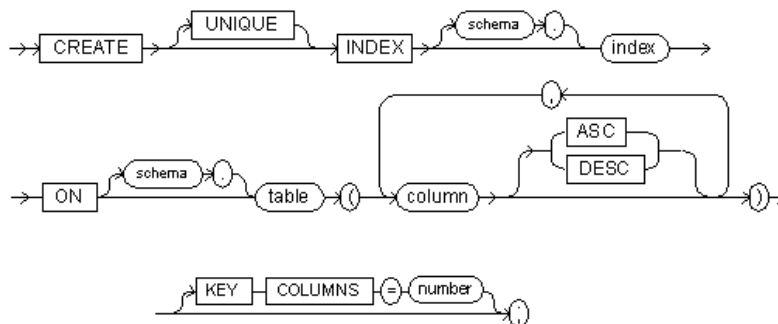 CREATE UNIQUE INDEX schema . index
,
ON schema . table ( column ASC DESC )
KEY COLUMNS = number ;